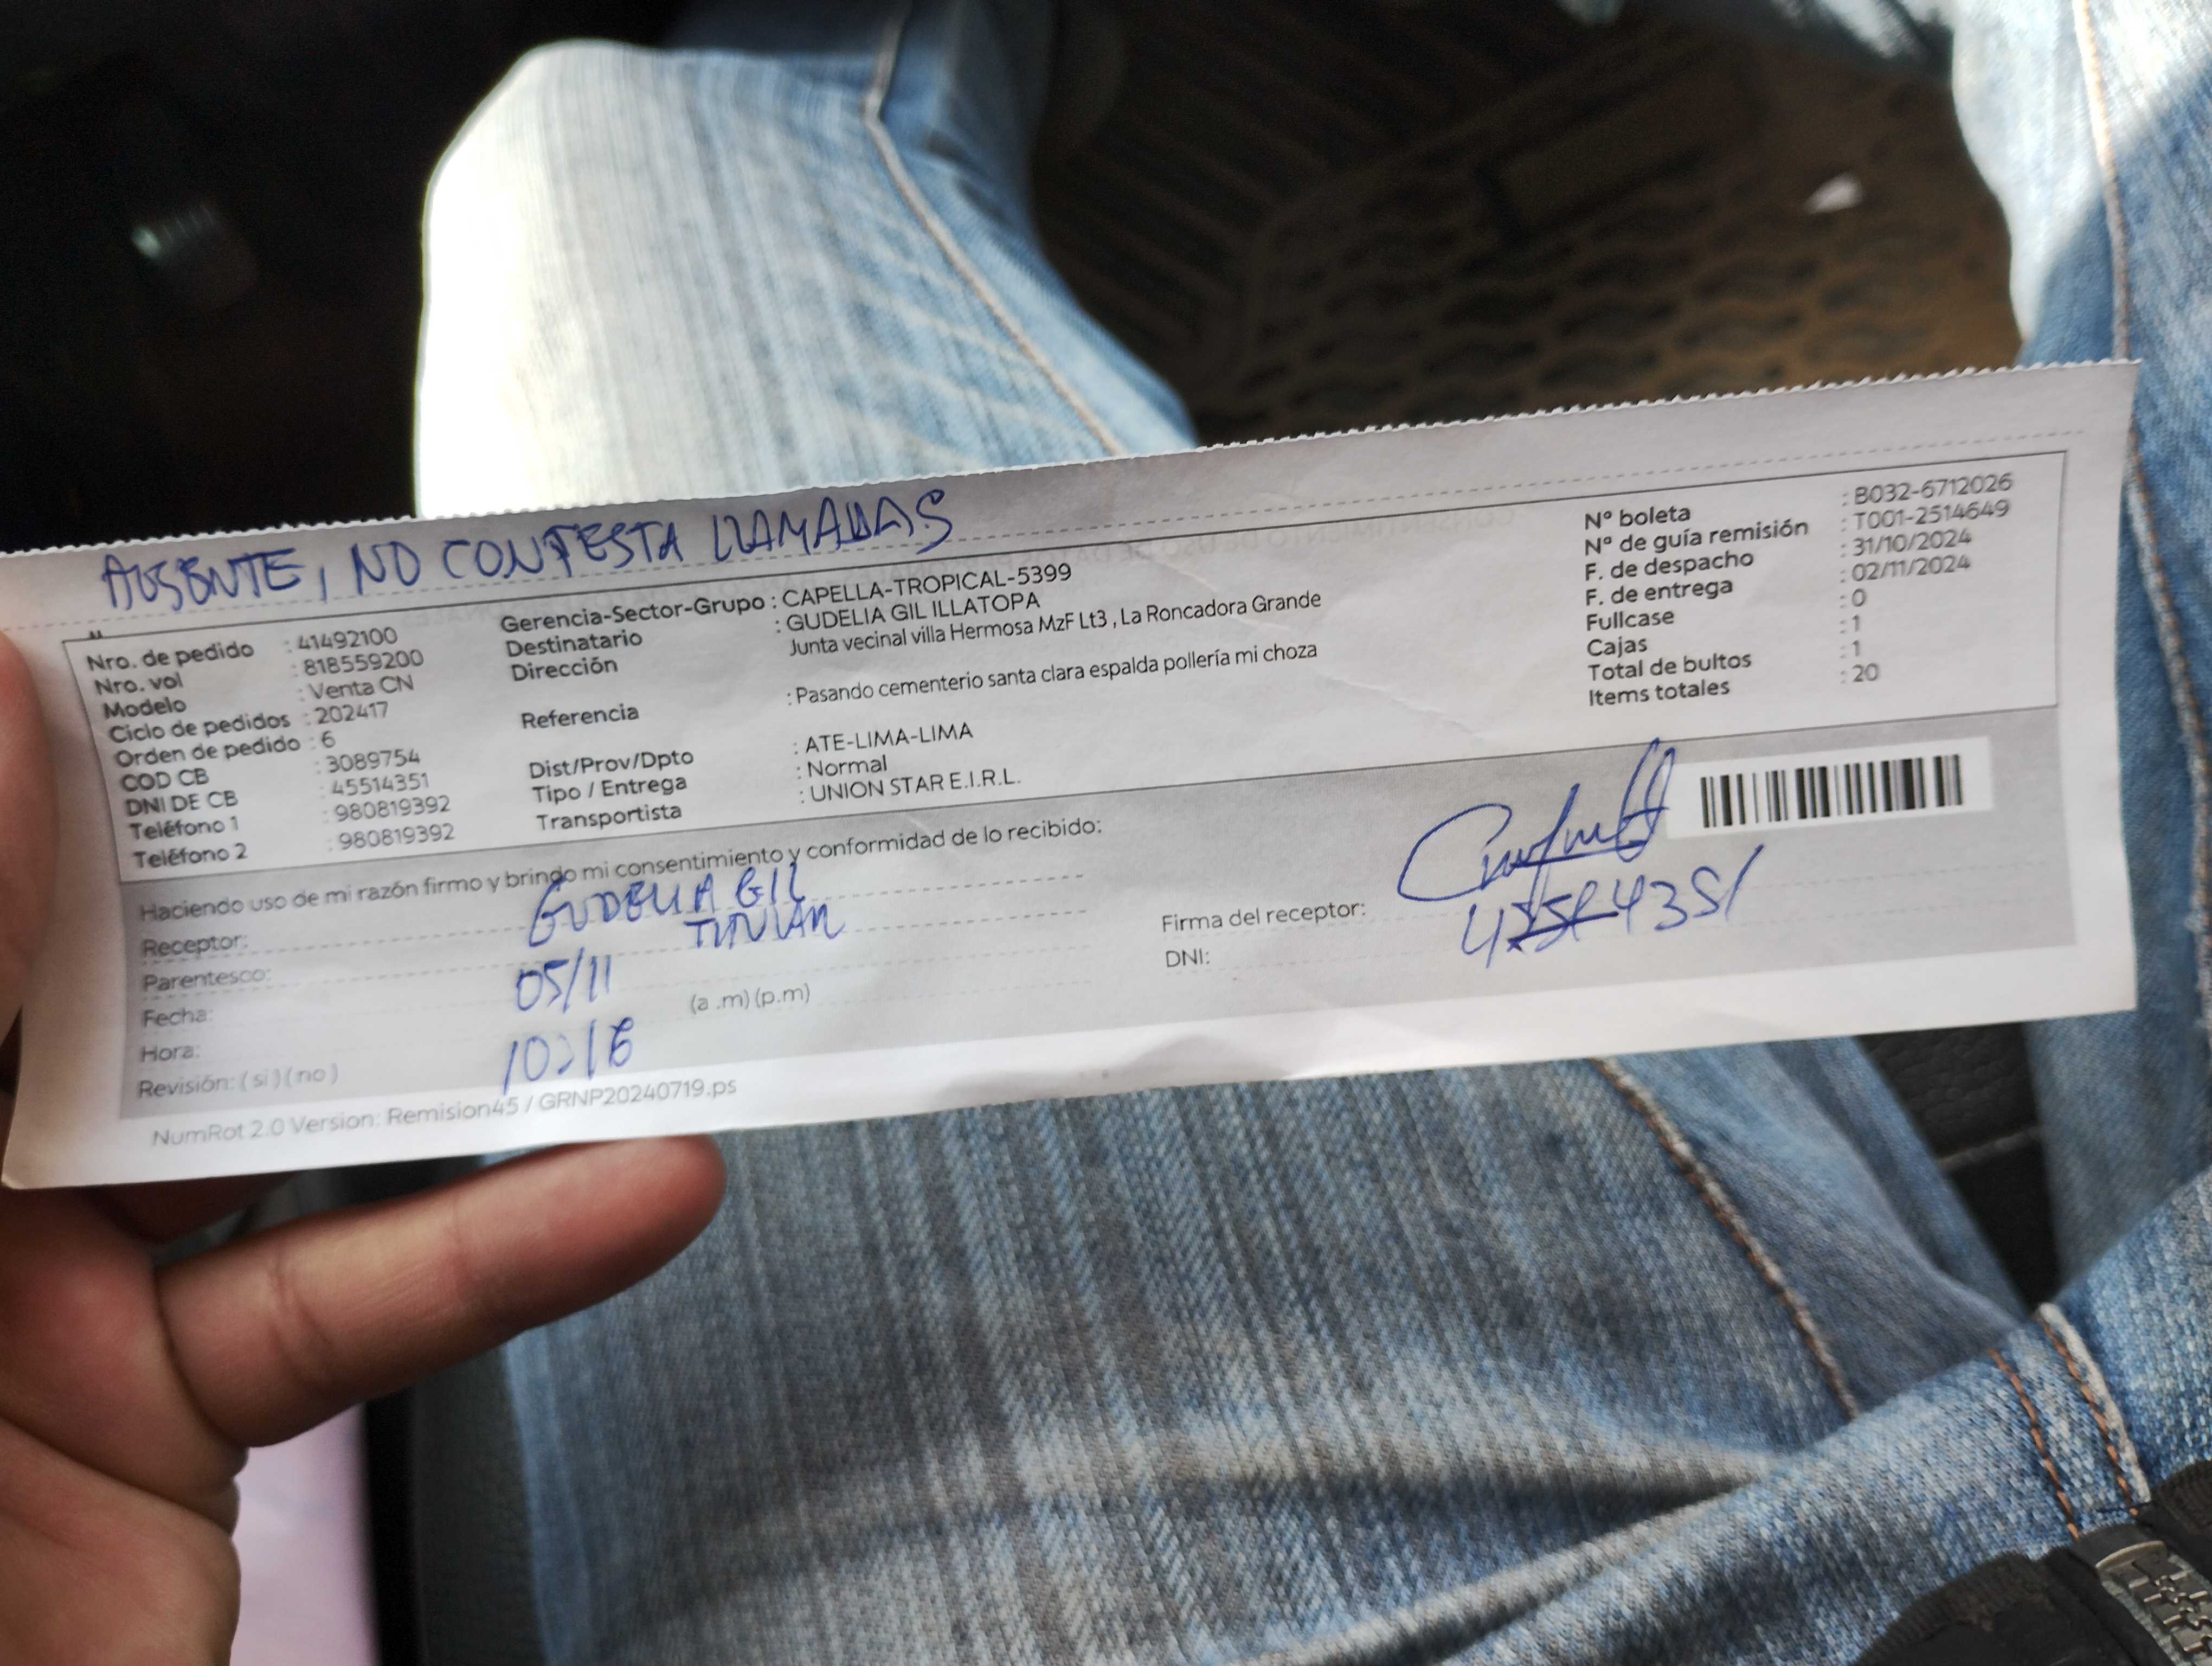 AUSENTE, NO CONTESTA LLAMADAS
Nro. de pedido : 41492100
Nro. vol : 818559200
Modelo : Venta CN
Ciclo de pedidos : 202417
Orden de pedido : 6
COD CB : 3089754
DNI DE CB : 45514351
Teléfono 1 : 980819392
Teléfono 2 : 980819392
Gerencia-Sector-Grupo : CAPELLA-TROPICAL-5399
Destinatario : GUDELIA GIL ILLATOPA
Dirección Junta vecinal villa Hermosa MzF Lt3 , La Roncadora Grande
Referencia : Pasando cementerio santa clara espalda pollería mi choza
Dist/Prov/Dpto : ATE-LIMA-LIMA
Tipo / Entrega : Normal
Transportista : UNION STAR E.I.R.L.
Nº boleta : B032-6712026
Nº de guía remisión : T001-2514649
F. de despacho : 31/10/2024
F. de entrega : 02/11/2024
Fullcase : 0
Cajas : 1
Total de bultos : 1
Items totales : 20
Haciendo uso de mi razón firmo y brindo mi consentimiento y conformidad de lo recibido:
Receptor: GUDELIA GIL
Parentesco:
Fecha: 05/11
Hora: 10:16 (a .m) (p.m)
Revisión: ( si ) ( no )
Firma del receptor:
DNI:
NumRot 2.0 Version: Remision45 / GRNP20240719.ps